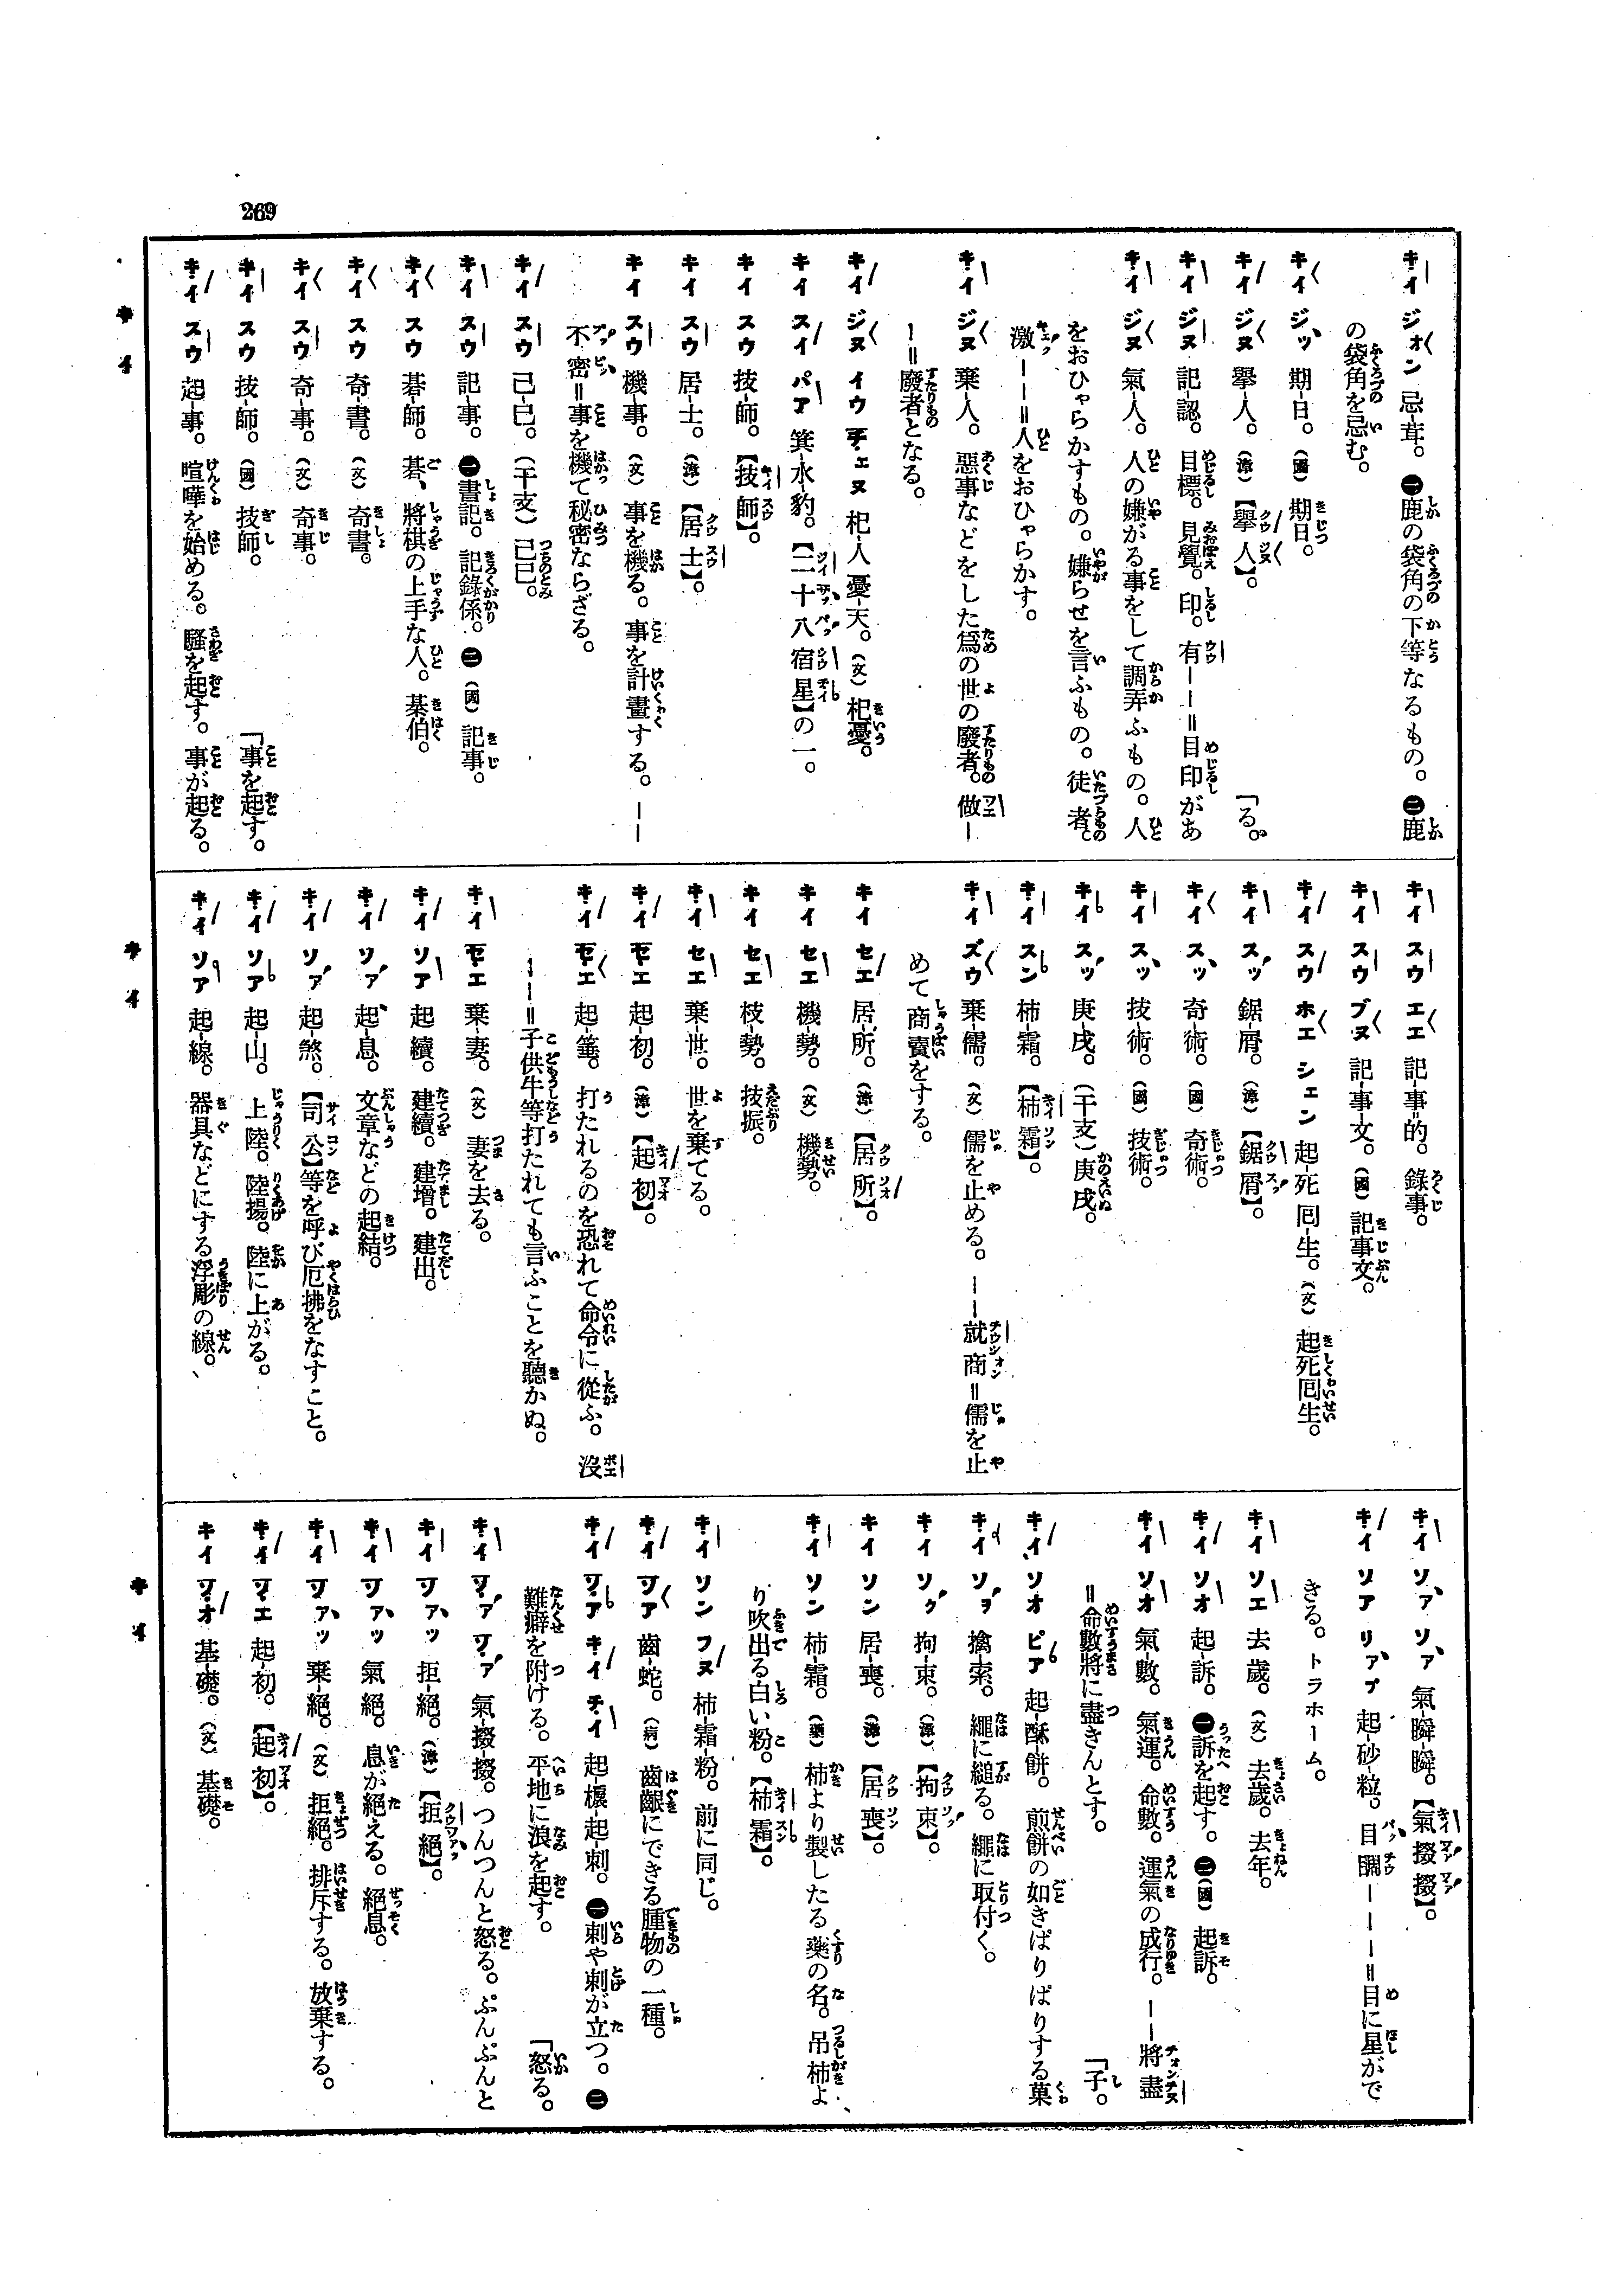 269
キイ ジォン 忌-茸。㊀鹿の袋角の下等なるもの。㊁鹿
の袋角を忌む。
キイ ジッ 期-日。(國)期日。
キイ ジヌ 擧-人。(漳)【擧人】。 「る。
キイ ジヌ 記-認。目標。見覺。印。有――=目印があ
キイ ジヌ 氣-人。人の嫌がる事をして調弄ふもの。人
をおひゃらかすもの。嫌らせを言ふもの。徒者。
激――=人をおひゃらかす。
キイ ジヌ 棄-人。惡事などをした爲の世の廢者。做―
―=廢者となる。
キイ ジヌ イウ チェヌ 杞-人憂-天。(文)杞憂。
キイ スイ パア 箕-水-豹。【二十八宿星】の一。
キイ スウ 技-師。【技師】。
キイ スウ 居-士。(漳)【居士】。
キイ スウ 機-事。(文)事を機る。事を計畫する。――
不-密=事を機て秘密ならざる。
キイ スウ 己-巳。(干支)己巳。
キイ スウ 記-事。㊀書記。記錄係。㊁(國)記事。
キイ スウ 碁-師。碁、將棋の上手な人。棊伯。
キイ スウ 奇-書。(文)奇書。
キイ スウ 奇-事。(文)奇事。
キイ スウ 技-師。(國)技師。 「事を起す。
キイ スウ 起-事。喧嘩を始める。騷を起す。事が起る。
キイ スウ エエ 記-事=的。錄事。
キイ スウ ブヌ 記-事-文。(國)記事文。
キイ スウ ホエ シェン 起-死回-生。(文)起死回生。
キイ スッ 鋸-屑。(漳)【鋸屑】。
キイ スッ 奇-術。(國)奇術。
キイ スッ 技-術。(國)技術。
キイ スッ 庚-戌。(干支)庚戌。
キイ スン 柿-霜。【柿霜】。
キイ ズウ 棄-儒。(文)儒を止める。――就商=儒を止
めて商賣をする。
キイ セエ 居-所。(漳)【居所】。
キイ セエ 機-勢。(文)機勢。
キイ セエ 枝-勢。技振。
キイ セエ 棄-世。世を棄てる。
キイ セエ 起-初。(漳)【起初】。
キイ セエ 起-箠。打たれるのを恐れて命令に從ふ。沒
――=子供牛等打たれても言ふことを聽かぬ。
キイ セエ 棄-妻。(文)妻を去る。
キイ ソア 起-續。建續。建增。建出。
キイ ソァ 起-息。文章などの起結。
キイ ソァ 起-煞。【司公】等を呼び厄拂をなすこと。
キイ ソア 起-山。上陸。陸揚。陸に上がる。
キイ ソア 起-線。器具などにする浮彫の線。
キイ ソァ ソァ 氣-瞬-瞬。【氣掇掇】。
キイ ソア リァプ 起-砂-粒。目睭―――=目に星がで
きる。トラホーム。
キイ ソエ 去-歲。(文)去歲。去年。
キイ ソオ 起-訴。㊀訴を起す。㊁(國)起訴。
キイ ソオ 氣-數。氣運。命數。運氣の成行。――將盡
=命數將に盡きんとす。
キイ ソオ ピア 起-酥-餅。煎餅の如きぱりぱりする菓 「子。
キイ ソヲ 擒-索。繩に縋る。繩に取付く。
キイ ソク 拘-束。(漳)【拘束】。
キイ ソン 居-喪。(漳)【居喪】。
キイ ソン 柿-霜。(藥)柿より製したる藥の名。吊柿よ
り吹出る白い粉。【柿霜】。
キイ ソン フヌ 柿-霜-粉。前に同じ。
キイ ソア 齒-蛇。(病)齒齦にできる腫物の一種。
キイ ソア キイ チイ 起-檨-起-刺。㊀刺や刺が立つ。㊁
難癖を附ける。平地に浪を起す。 「怒る。
キイ ソァ ソァ 氣-掇-掇。つんつんと怒る。ぷんぷんと
キイ ソァッ 拒-絕。(漳)【拒絕】。
キイ ソァッ 氣-絕。息が絕える。絕息。
キイ ソァッ 棄-絕。(文)拒絕。排斥する。放棄する。
キイ ソエ 起-初。【起初】。
キイ ソオ 基-礎。(文)基礎。
キイ
キイ
キイ